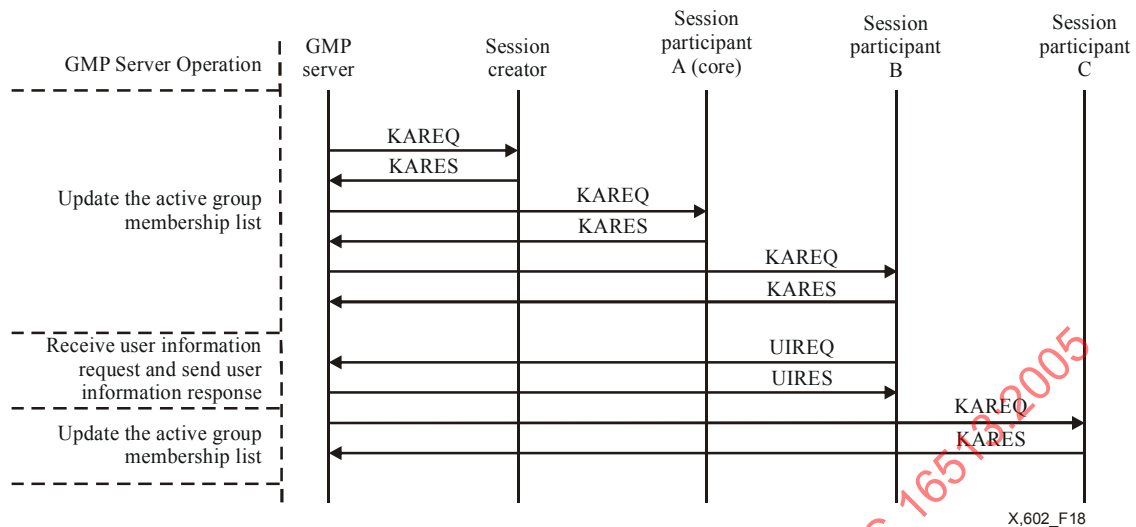 GMP Server Operation
GMP
server
Session
creator
Session
participant
A (core)
Session
participant
B
Session
participant
C
Update the active group
membership list
KAREQ
KARES
KAREQ
KARES
KAREQ
KARES
Receive user information
request and send user
information response
UIREQ
UIRES
Update the active group
membership list
KAREQ
KARES
16513:2005
X,602_F18